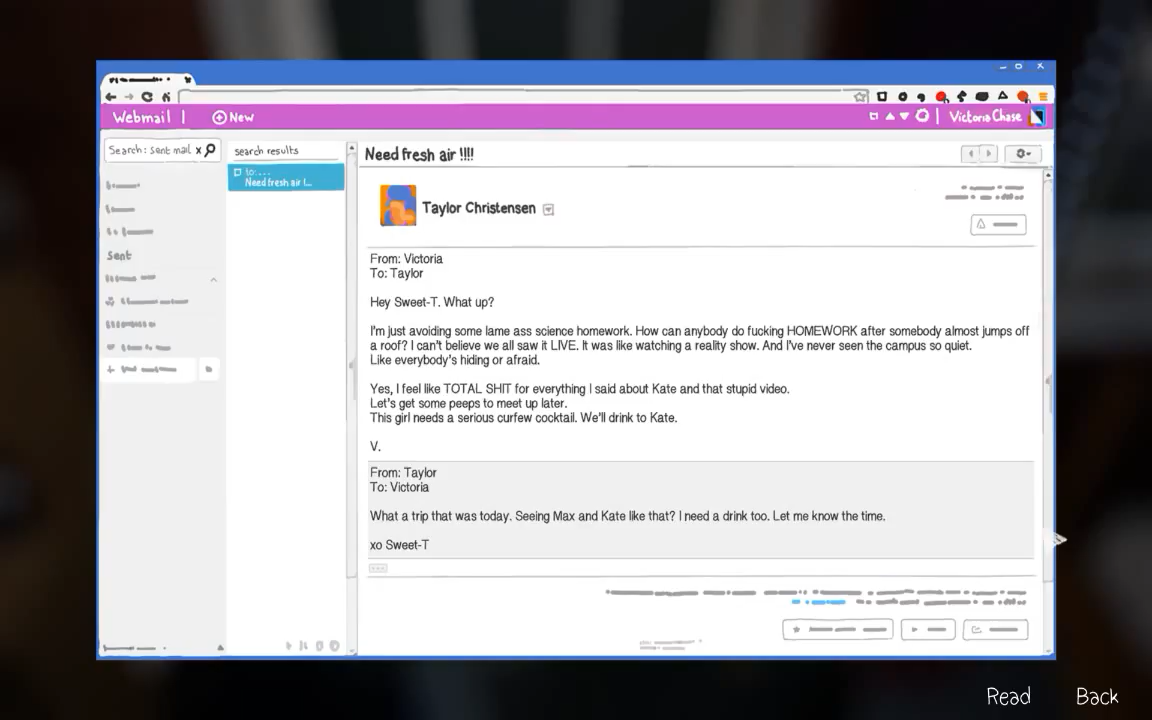 Webmail |
New
Victoria Chase
Search: sent mail x
search results
Need fresh air !!!!
to:...
Need fresh air !...
Taylor Christensen
Sent
From: Victoria
To: Taylor
Hey Sweet-T. What up?
I'm just avoiding some lame ass science homework. How can anybody do fucking HOMEWORK after somebody almost jumps off
a roof? I can't believe we all saw it LIVE. It was like watching a reality show. And I've never seen the campus so quiet.
Like everybody's hiding or afraid.
Yes, I feel like TOTAL SHIT for everything I said about Kate and that stupid video.
Let's get some peeps to meet up later.
This girl needs a serious curfew cocktail. We'll drink to Kate.
V.
From: Taylor
To: Victoria
What a trip that was today. Seeing Max and Kate like that? I need a drink too. Let me know the time.
xo Sweet-T
Read
Back